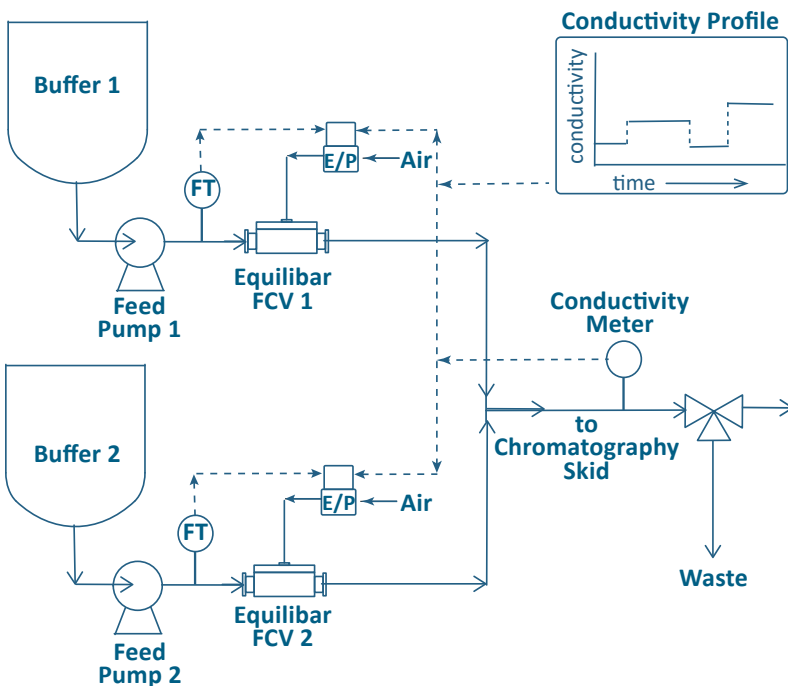 Conductivity Profile
conductivity
time
Buffer 1
E/P
Air
FT
Equilibar
FCV 1
Feed
Pump 1
Conductivity
Meter
to
Chromatography
Skid
Waste
Buffer 2
E/P
Air
FT
Equilibar
FCV 2
Feed
Pump 2